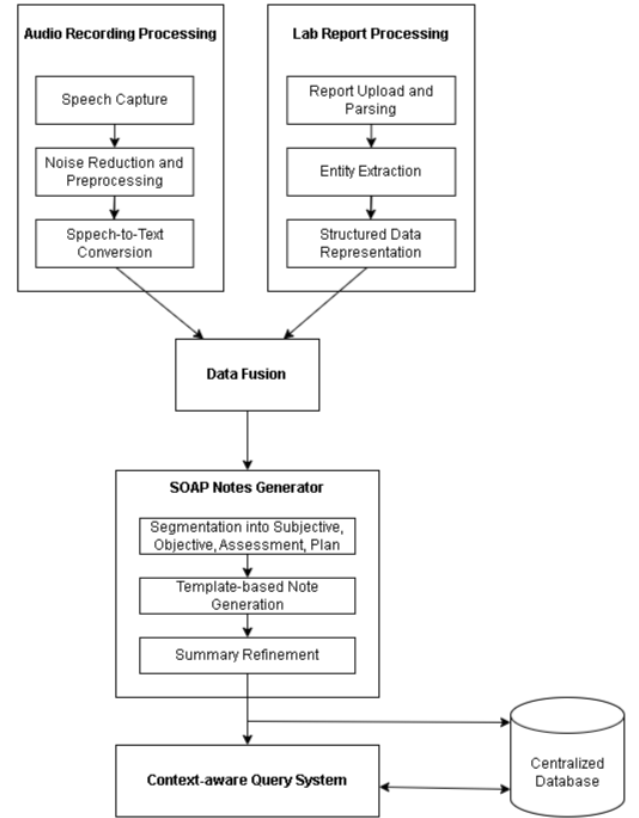 Audio Recording Processing
Speech Capture
Noise Reduction and
Preprocessing
Sppech-to-Text
Conversion
Lab Report Processing
Report Upload and
Parsing
Entity Extraction
Structured Data
Representation
Data Fusion
SOAP Notes Generator
Segmentation into Subjective,
Objective, Assessment, Plan
Template-based Note
Generation
Summary Refinement
Context-aware Query System
Centralized
Database